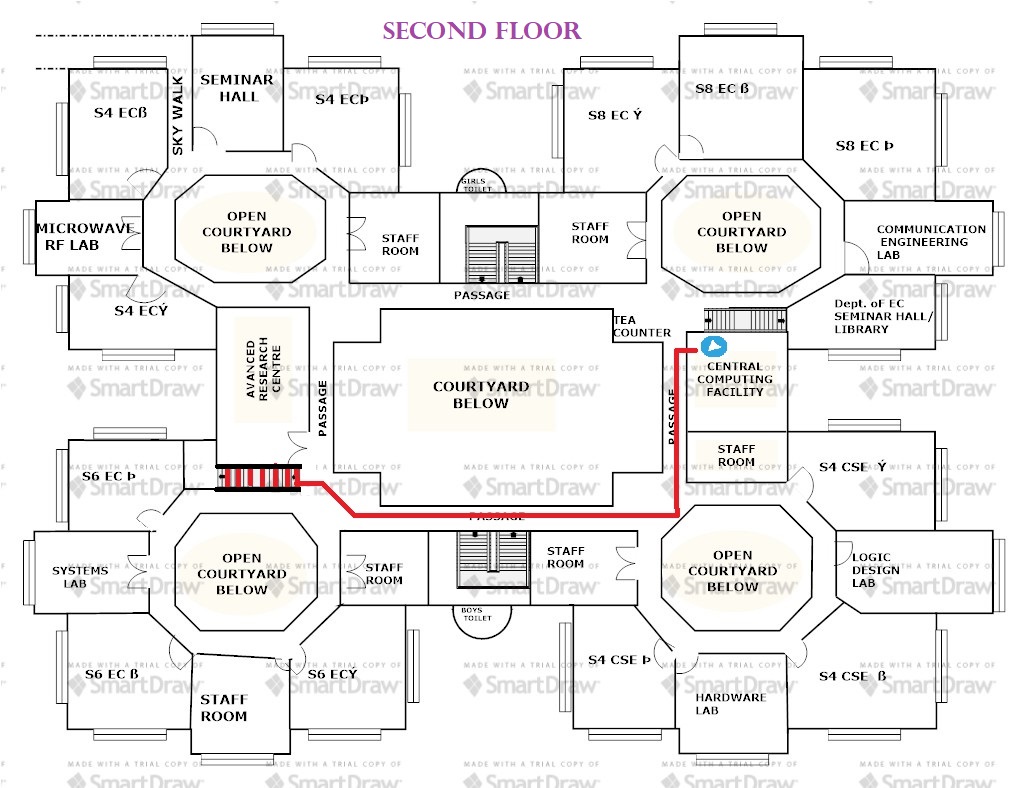 SECOND FLOOR
SEMINAR
HALL
S4 ECß
SKY WALK
S4 ECÞ
S8 EC Ý
S8 EC ß
S8 EC Þ
GIRLS
TOILET
MICROWAVE
RF LAB
OPEN
COURTYARD
BELOW
STAFF
ROOM
STAFF
ROOM
OPEN
COURTYARD
BELOW
COMMUNICATION
ENGINEERING
LAB
S4 ECÝ
PASSAGE
TEA
COUNTER
Dept. of EC
SEMINAR HALL/
LIBRARY
ADVANCED
RESEARCH
CENTRE
PASSAGE
COURTYARD
BELOW
PASSAGE
CENTRAL
COMPUTING
FACILITY
STAFF
ROOM
S6 EC Þ
S4 CSE Ý
PASSAGE
SYSTEMS
LAB
OPEN
COURTYARD
BELOW
STAFF
ROOM
STAFF
ROOM
OPEN
COURTYARD
BELOW
LOGIC
DESIGN
LAB
BOYS
TOILET
S6 EC ß
STAFF
ROOM
S6 ECÝ
S4 CSE Þ
HARDWARE
LAB
S4 CSE ß
MADE WITH A TRIAL COPY OF
SmartDraw